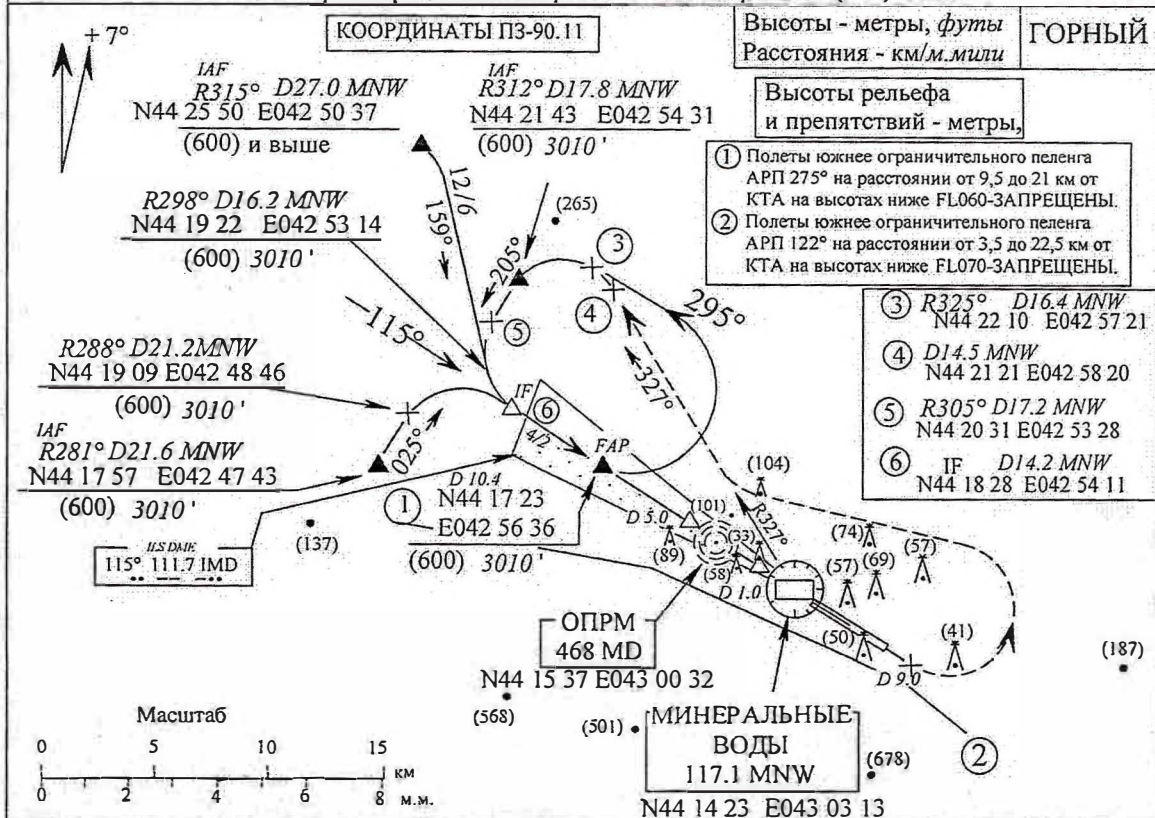 + 7°
КООРДИНАТЫ ПЗ-90.11
Высоты - метры, футы
Расстояния - км/м.мили
ГОРНЫЙ
Высоты рельефа
и препятствий - метры,
① Полеты южнее ограничительного пеленга
АРП 275° на расстоянии от 9,5 до 21 км от
КТА на высотах ниже FL060-ЗАПРЕЩЕНЫ.
② Полеты южнее ограничительного пеленга
АРП 122° на расстоянии от 3,5 до 22,5 км от
КТА на высотах ниже FL070-ЗАПРЕЩЕНЫ.
③ R325° D16.4 MNW
N44 22 10 E042 57 21
④ D14.5 MNW
N44 21 21 E042 58 20
⑤ R305° D17.2 MNW
N44 20 31 E042 53 28
⑥ IF D14.2 MNW
N44 18 28 E042 54 11
IAF
R315° D27.0 MNW
N44 25 50 E042 50 37
(600) и выше
IAF
R312° D17.8 MNW
N44 21 43 E042 54 31
(600) 3010 '
R298° D16.2 MNW
N44 19 22 E042 53 14
(600) 3010 '
R288° D21.2MNW
N44 19 09 E042 48 46
(600) 3010 '
IAF
R281° D21.6 MNW
N44 17 57 E042 47 43
(600) 3010 '
12/6
159°
205°
(265)
③
④
⑤
295°
115°
327°
025°
IF
⑥
4/2
FAP
D 10.4
① N44 17 23
E042 56 36
(600) 3010 '
ILS DME
115° 111.7 IMD
(137)
D 5.0
(101)
(89)
(33)
(58)
D 1.0
R327°
(104)
(74)
(57)
(69)
(57)
(50)
(41)
D 9.0
(187)
ОПРМ
468 MD
N44 15 37 E043 00 32
(568)
(501)
МИНЕРАЛЬНЫЕ
ВОДЫ
117.1 MNW
N44 14 23 E043 03 13
(678)
②
Масштаб
0 5 10 15
км
0 2 4 6 8 м.м.